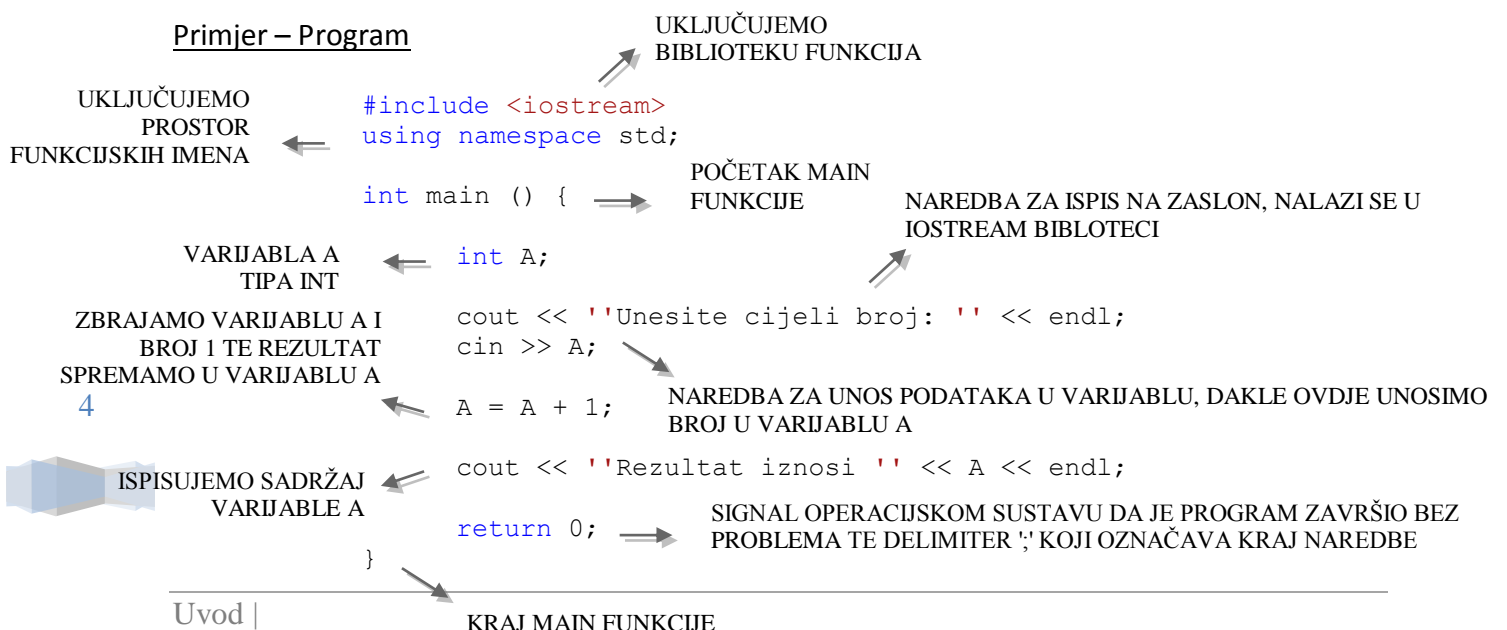 Primjer – Program
UKLJUČUJEMO
BIBLIOTEKU FUNKCIJA
UKLJUČUJEMO
PROSTOR
FUNKCIJSKIH IMENA
#include <iostream>
using namespace std;
int main () {
POČETAK MAIN
FUNKCIJE
NAREDBA ZA ISPIS NA ZASLON, NALAZI SE U
IOSTREAM BIBLOTECI
VARIJABLA A
TIPA INT
int A;
ZBRAJAMO VARIJABLU A I
BROJ 1 TE REZULTAT
SPREMAMO U VARIJABLU A
cout << ''Unesite cijeli broj: '' << endl;
cin >> A;
NAREDBA ZA UNOS PODATAKA U VARIJABLU, DAKLE OVDJE UNOSIMO
BROJ U VARIJABLU A
4
A = A + 1;
cout << ''Rezultat iznosi '' << A << endl;
ISPISUJEMO SADRŽAJ
VARIJABLE A
return 0;
SIGNAL OPERACIJSKOM SUSTAVU DA JE PROGRAM ZAVRŠIO BEZ
PROBLEMA TE DELIMITER ';' KOJI OZNAČAVA KRAJ NAREDBE
}
Uvod |
KRAJ MAIN FUNKCIJE